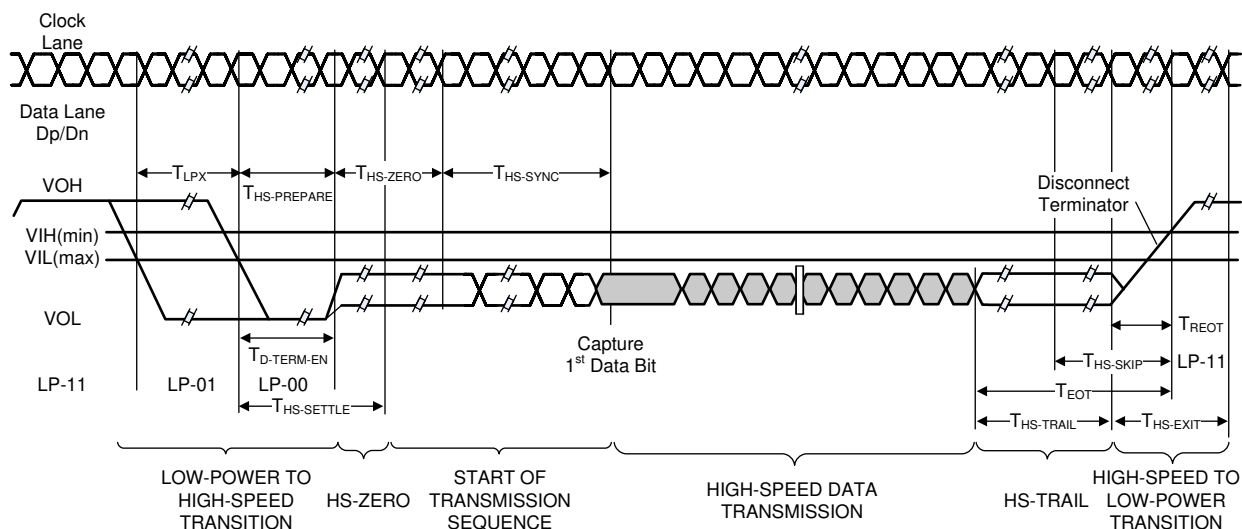 Clock
Lane
Data Lane
Dp/Dn
TLPX
THS-PREPARE
THS-ZERO
THS-SYNC
VOH
VIH(min)
VIL(max)
VOL
Disconnect
Terminator
TD-TERM-EN
Capture
1st Data Bit
TREOT
THS-SKIP
LP-11
LP-11
LP-01
LP-00
TEOT
THS-SETTLE
THS-TRAIL
THS-EXIT
LOW-POWER TO
HIGH-SPEED
TRANSITION
HS-ZERO
START OF
TRANSMISSION
SEQUENCE
HIGH-SPEED DATA
TRANSMISSION
HS-TRAIL
HIGH-SPEED TO
LOW-POWER
TRANSITION